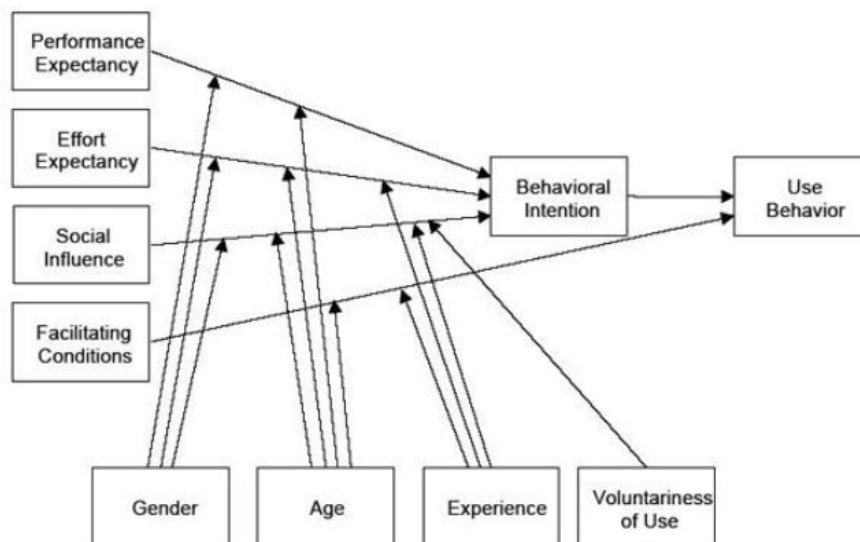 Performance
Expectancy
Effort
Expectancy
Social
Influence
Facilitating
Conditions
Behavioral
Intention
Use
Behavior
Gender
Age
Experience
Voluntariness
of Use